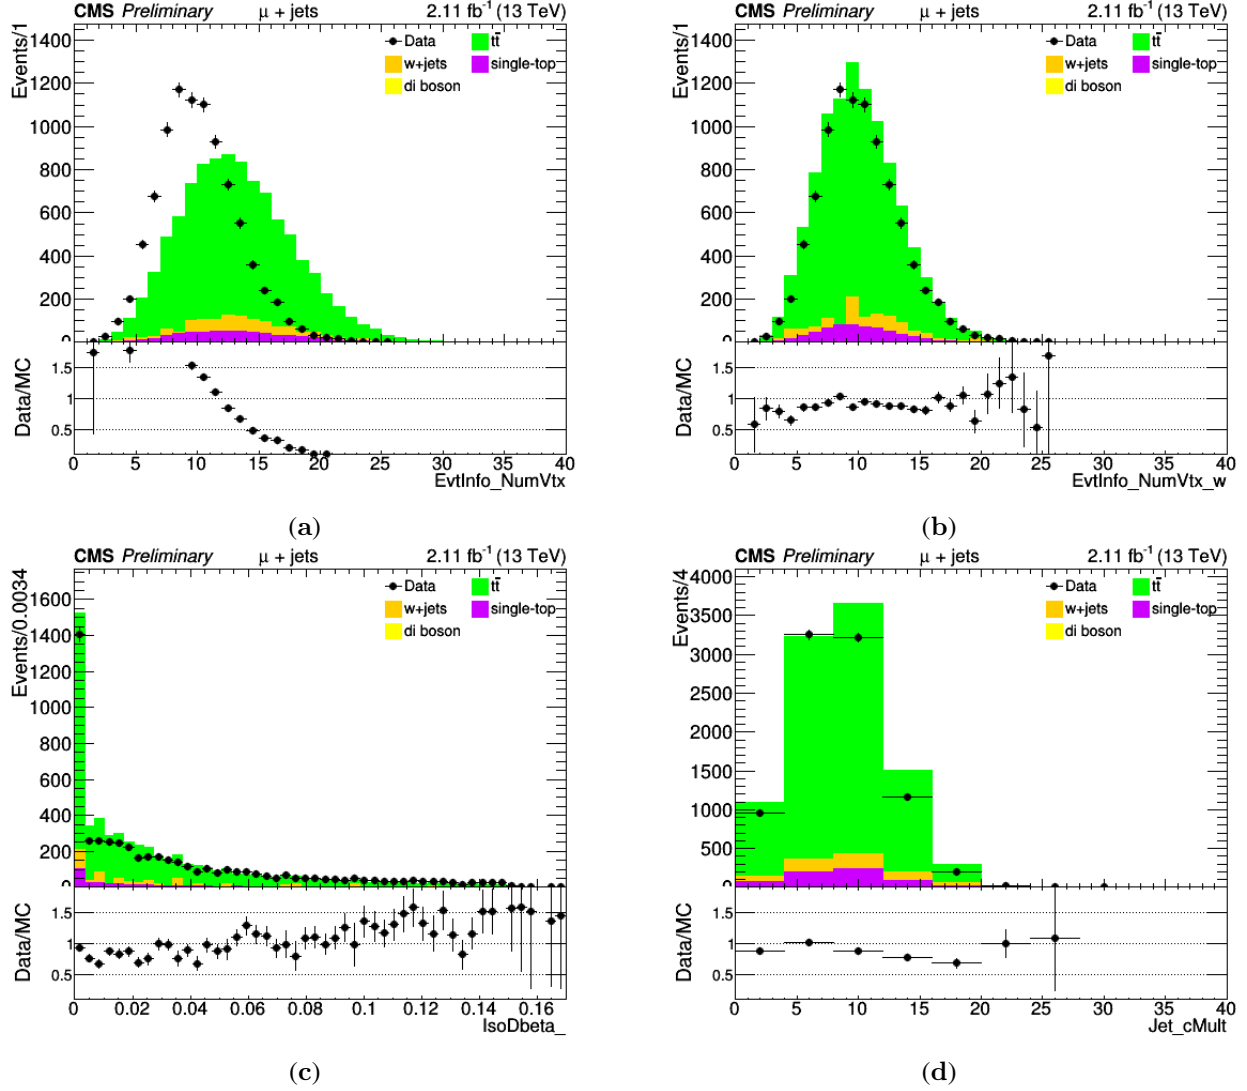 CMS Preliminary μ + jets 2.11 fb⁻¹ (13 TeV)
Events/1
1400
1200
1000
800
600
400
200
Data
tt̄
w+jets
single-top
di boson
Data/MC
1.5
1
0.5
0 5 10 15 20 25 30 35 40
EvtInfo_NumVtx
(a)
CMS Preliminary μ + jets 2.11 fb⁻¹ (13 TeV)
Events/1
1400
1200
1000
800
600
400
200
Data
tt̄
w+jets
single-top
di boson
Data/MC
1.5
1
0.5
0 5 10 15 20 25 30 35 40
EvtInfo_NumVtx_w
(b)
CMS Preliminary μ + jets 2.11 fb⁻¹ (13 TeV)
Events/0.0034
1600
1400
1200
1000
800
600
400
200
0
Data
tt̄
w+jets
single-top
di boson
Data/MC
1.5
1
0.5
0 0.02 0.04 0.06 0.08 0.1 0.12 0.14 0.16
IsoDbeta_
(c)
CMS Preliminary μ + jets 2.11 fb⁻¹ (13 TeV)
Events/4
4000
3500
3000
2500
2000
1500
1000
500
0
Data
tt̄
w+jets
single-top
di boson
Data/MC
1.5
1
0.5
0 5 10 15 20 25 30 35 40
Jet_cMult
(d)